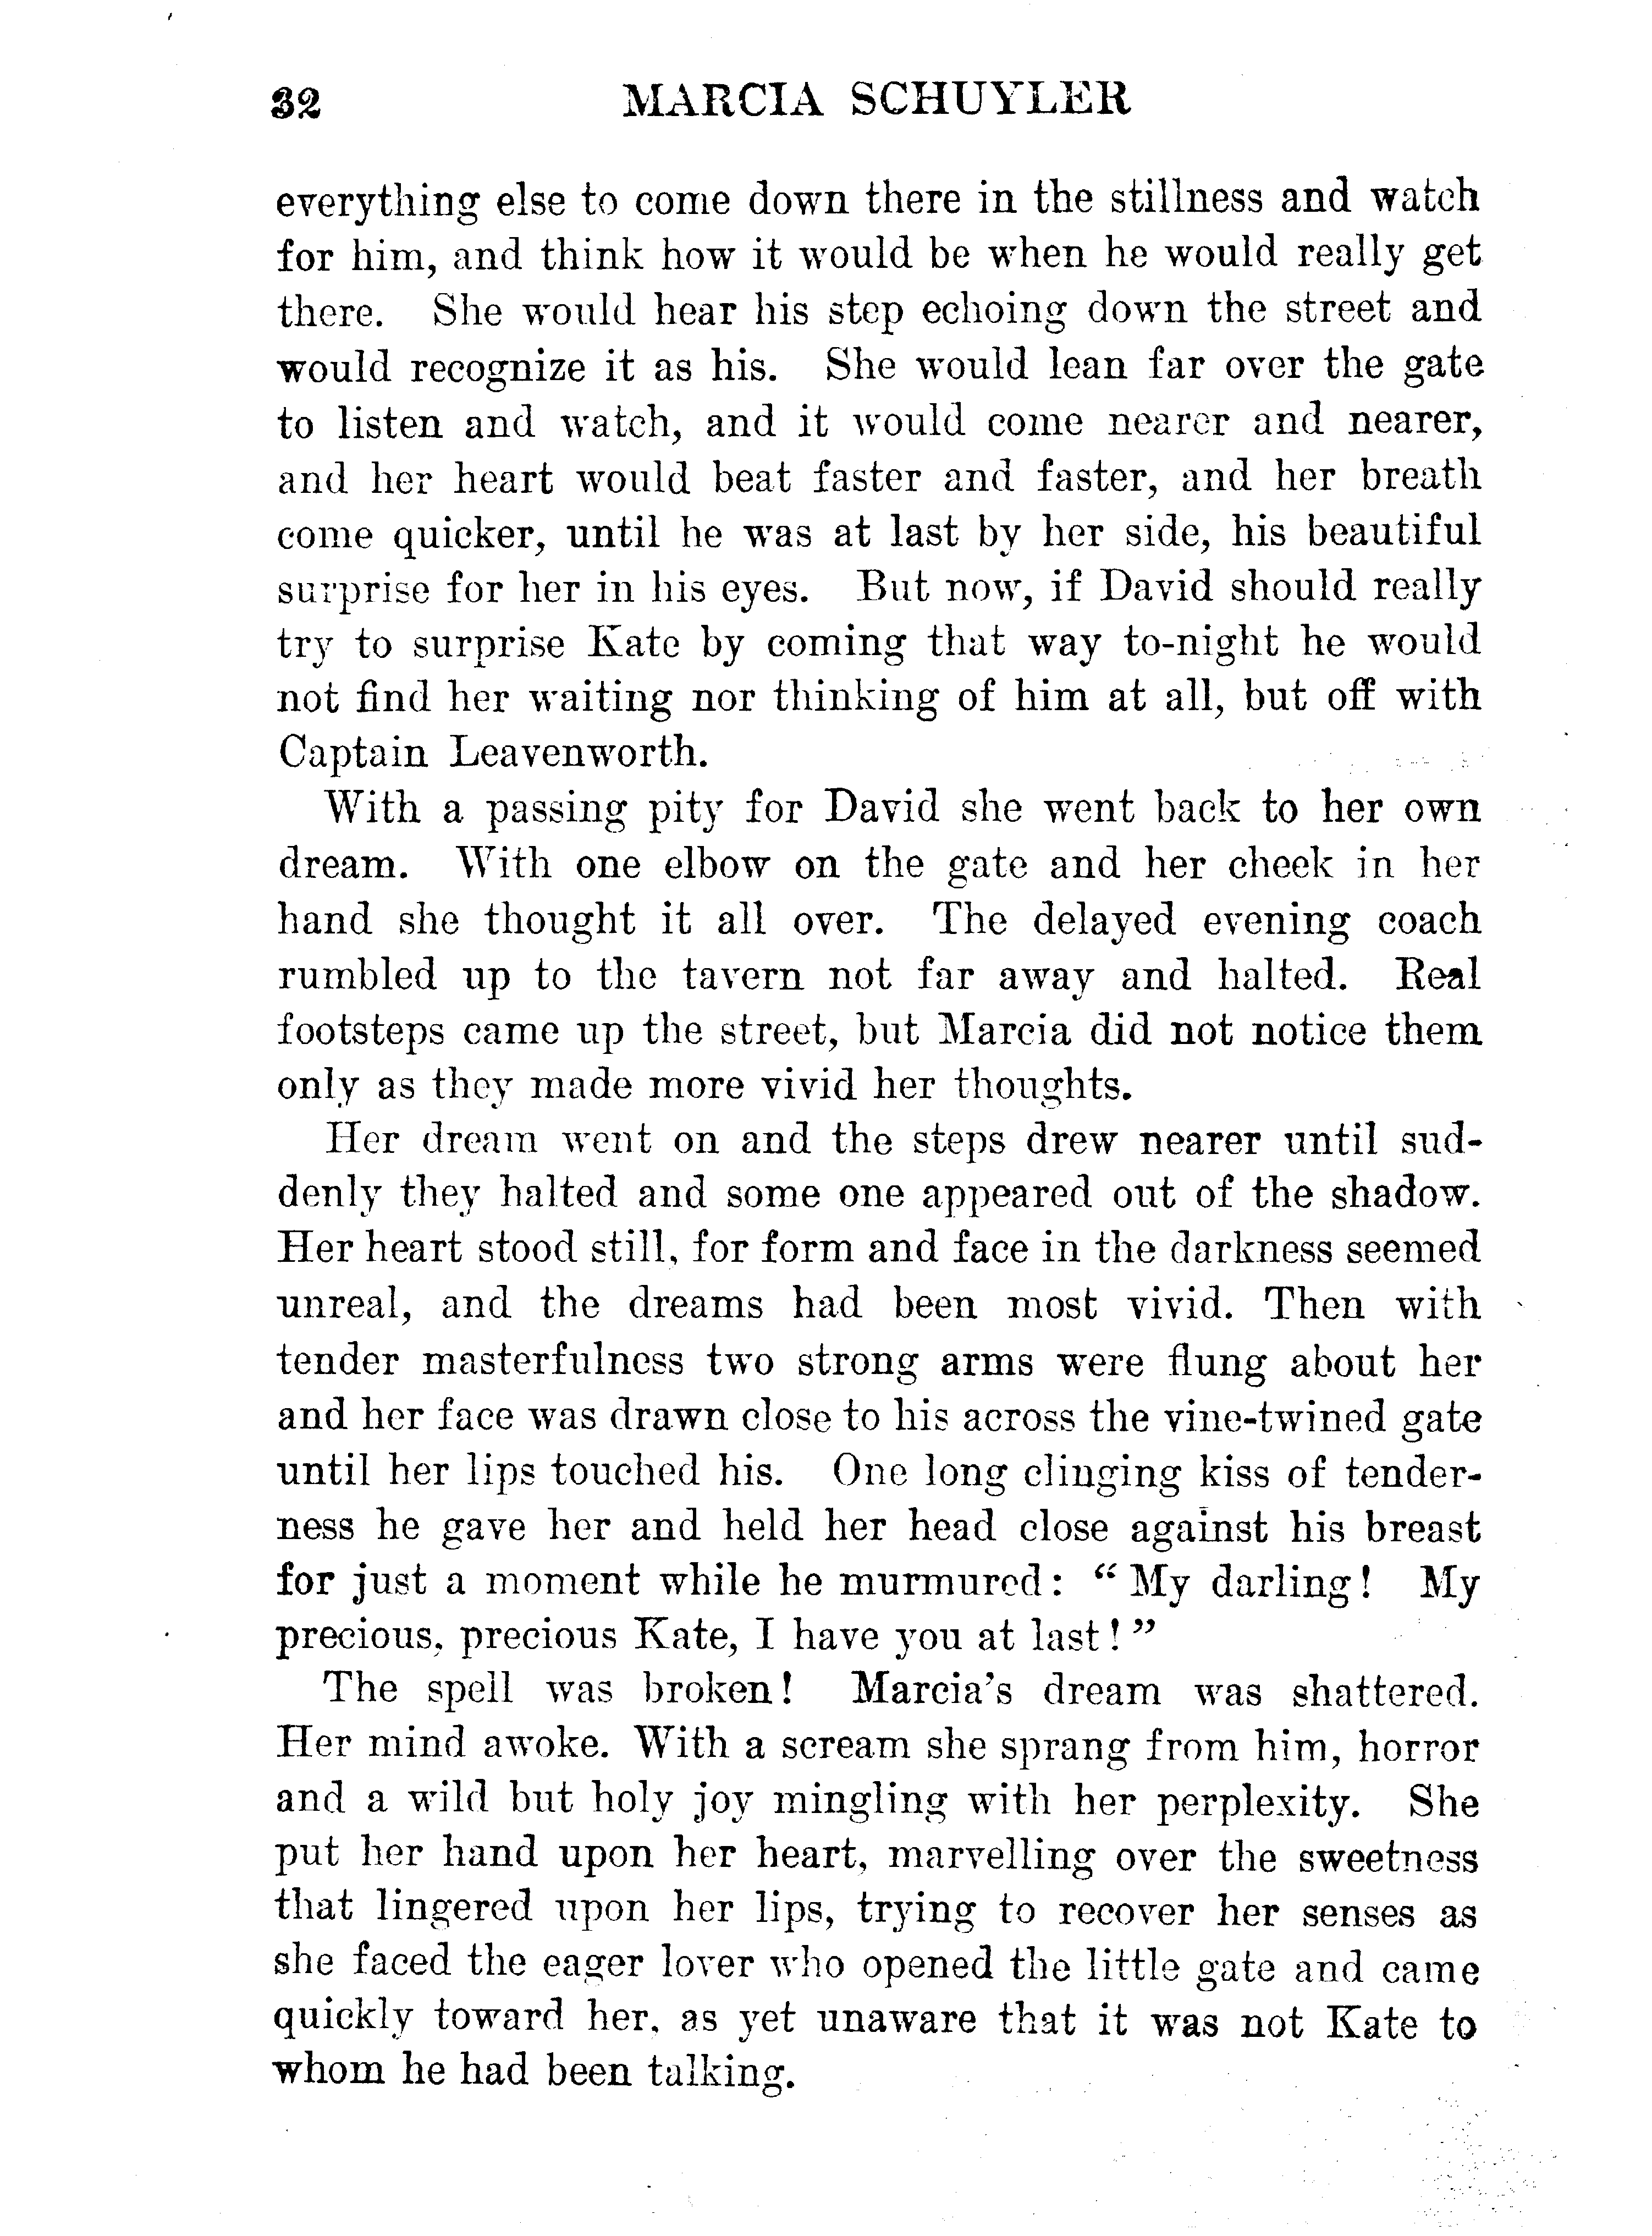 32 MARCIA SCHUYLER
everything else to come down there in the stillness and watch
for him, and think how it would be when he would really get
there. She would hear his step echoing down the street and
would recognize it as his. She would lean far over the gate
to listen and watch, and it would come nearer and nearer,
and her heart would beat faster and faster, and her breath
come quicker, until he was at last by her side, his beautiful
surprise for her in his eyes. But now, if David should really
try to surprise Kate by coming that way to-night he would
not find her waiting nor thinking of him at all, but off with
Captain Leavenworth.
With a passing pity for David she went back to her own
dream. With one elbow on the gate and her cheek in her
hand she thought it all over. The delayed evening coach
rumbled up to the tavern not far away and halted. Real
footsteps came up the street, but Marcia did not notice them
only as they made more vivid her thoughts.
Her dream went on and the steps drew nearer until sud-
denly they halted and some one appeared out of the shadow.
Her heart stood still, for form and face in the darkness seemed
unreal, and the dreams had been most vivid. Then with
tender masterfulness two strong arms were flung about her
and her face was drawn close to his across the vine-twined gate
until her lips touched his. One long clinging kiss of tender-
ness he gave her and held her head close against his breast
for just a moment while he murmured: “ My darling! My
precious, precious Kate, I have you at last! ”
The spell was broken! Marcia’s dream was shattered.
Her mind awoke. With a scream she sprang from him, horror
and a wild but holy joy mingling with her perplexity. She
put her hand upon her heart, marvelling over the sweetness
that lingered upon her lips, trying to recover her senses as
she faced the eager lover who opened the little gate and came
quickly toward her, as yet unaware that it was not Kate to
whom he had been talking.